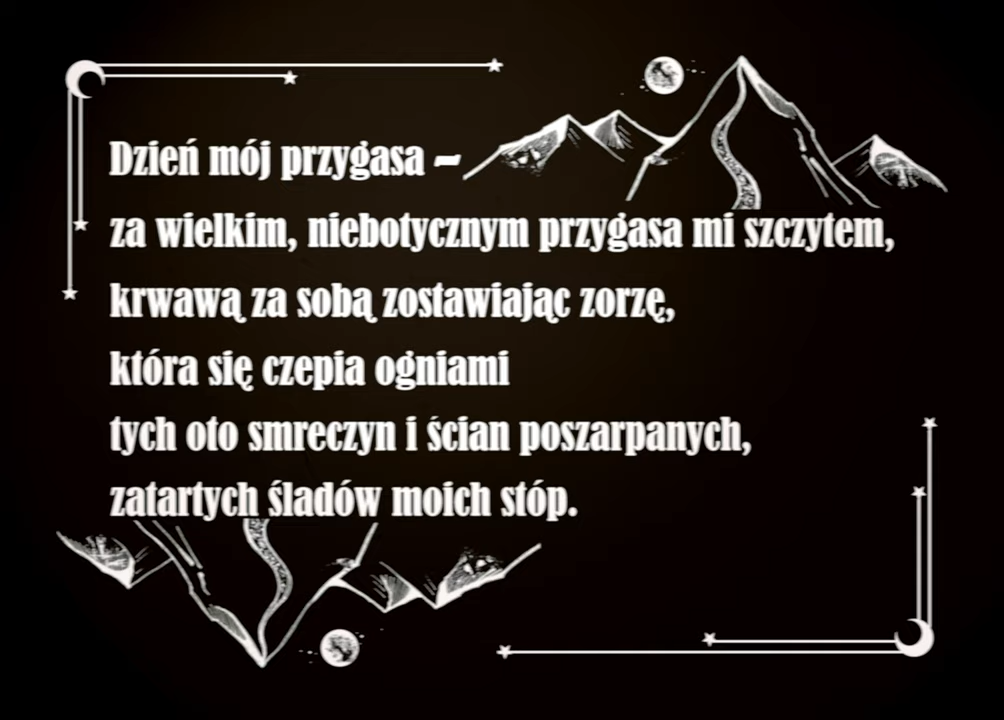 Dzień mój przygasa –
za wielkim, niebotycznym przygasa mi szczytem,
krwawą za sobą zostawiając zorzę,
która się czepia ogniami
tych oto smreczyn i ścian poszarpanych,
zatartych śladów moich stóp.